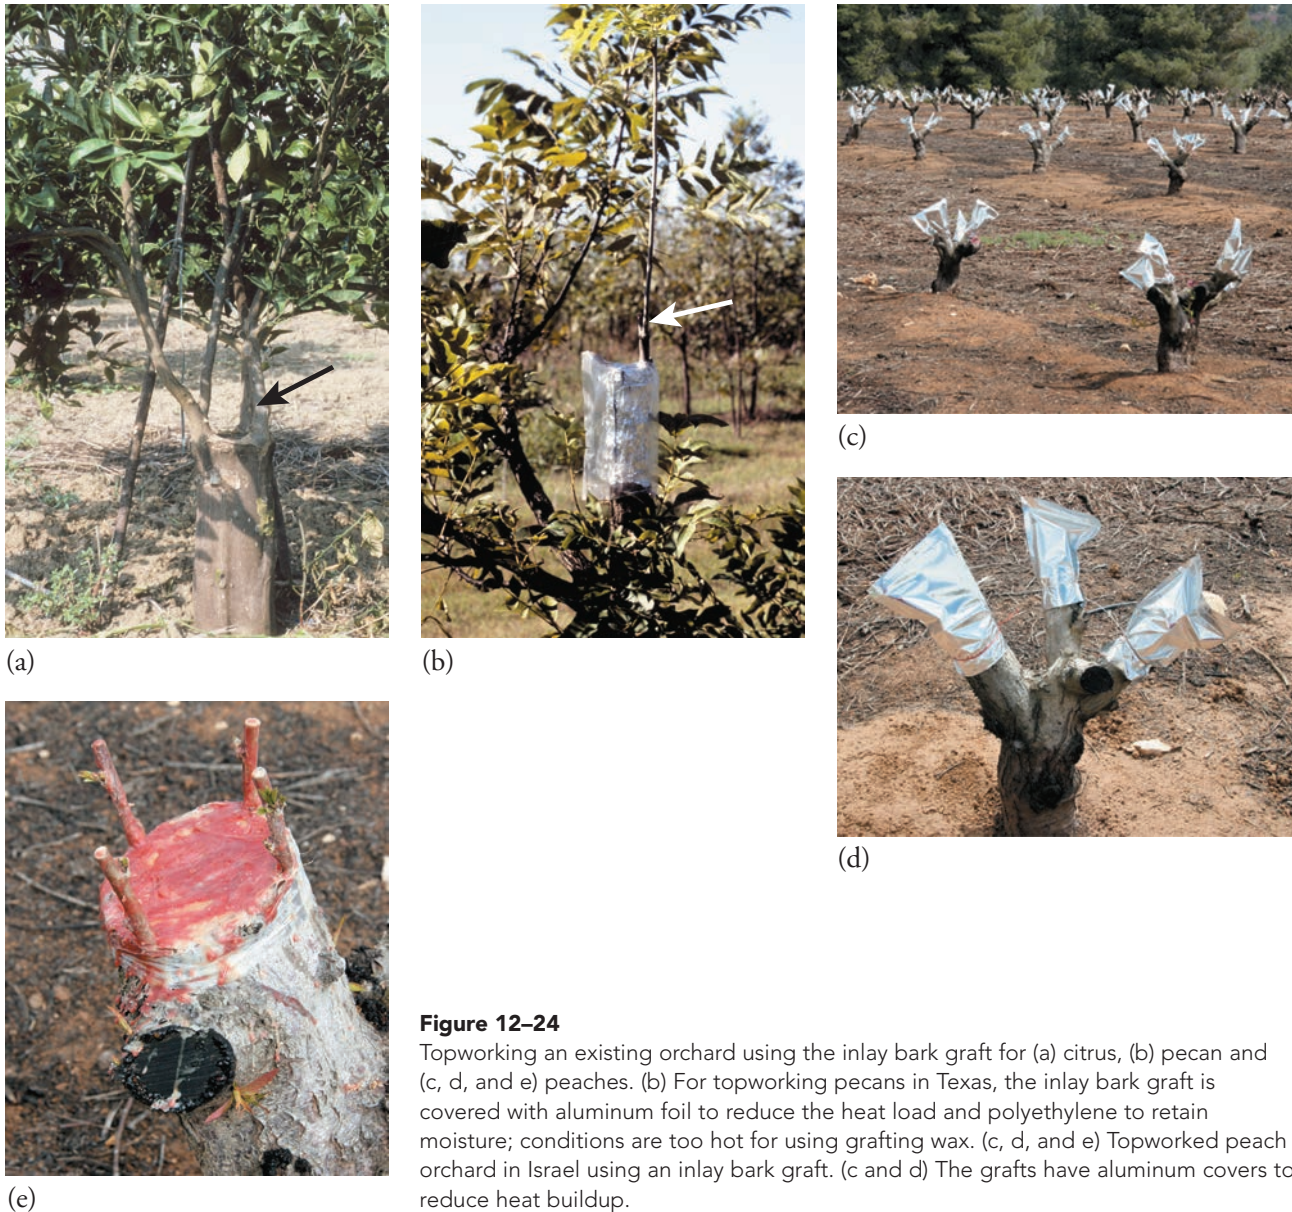 (a)
(b)
(c)
(d)
(e)
Figure 12–24
Topworking an existing orchard using the inlay bark graft for (a) citrus, (b) pecan and
(c, d, and e) peaches. (b) For topworking pecans in Texas, the inlay bark graft is
covered with aluminum foil to reduce the heat load and polyethylene to retain
moisture; conditions are too hot for using grafting wax. (c, d, and e) Topworked peach
orchard in Israel using an inlay bark graft. (c and d) The grafts have aluminum covers to
reduce heat buildup.